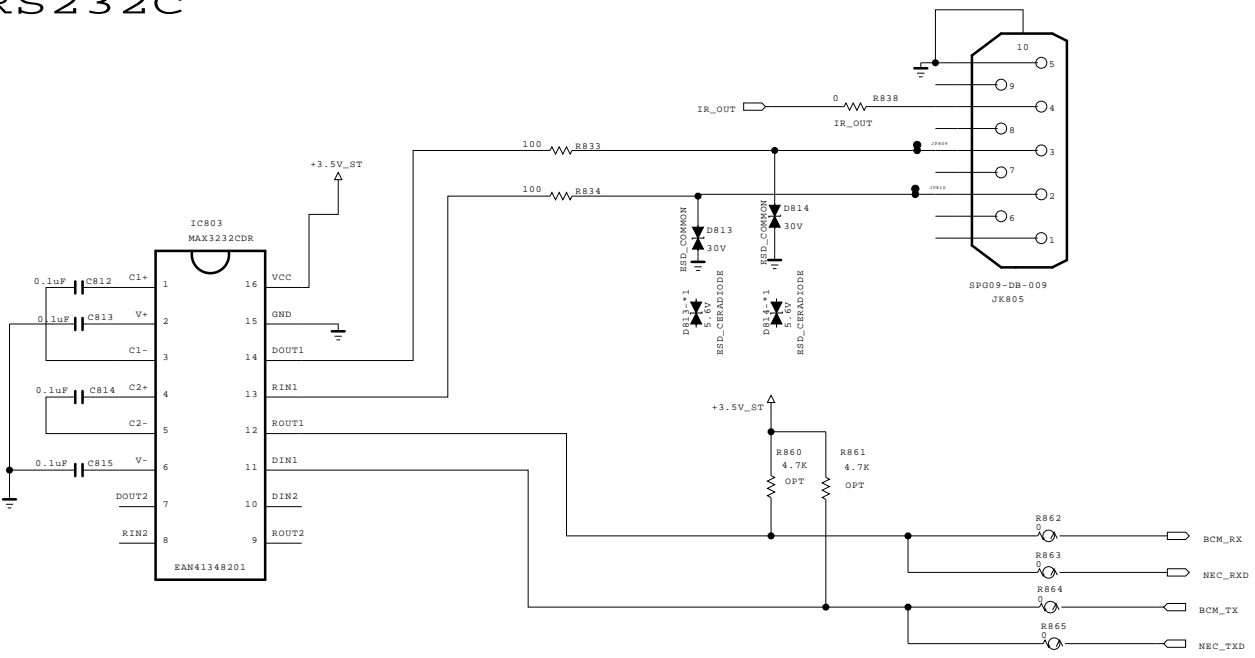 RS232C
10
5
9
4
8
3
7
2
6
1
SPG09-DB-009
JK805
IR_OUT
0
R838
IR_OUT
JP809
JP810
100
R833
100
R834
+3.5V_ST
IC803
MAX3232CDR
0.1uF
C812
0.1uF
C813
0.1uF
C814
0.1uF
C815
C1+
1
V+
2
C1-
3
C2+
4
C2-
5
V-
6
DOUT2
7
RIN2
8
16
VCC
15
GND
14
DOUT1
13
RIN1
12
ROUT1
11
DIN1
10
DIN2
9
ROUT2
EAN41348201
ESD_COMMON
D813
30V
ESD_COMMON
D814
30V
D813-*1
5.6V
ESD_CERADIODE
D814-*1
5.6V
ESD_CERADIODE
+3.5V_ST
R860
4.7K
OPT
R861
4.7K
OPT
R862
0
BCM_RX
R863
0
NEC_RXD
R864
0
BCM_TX
R865
0
NEC_TXD